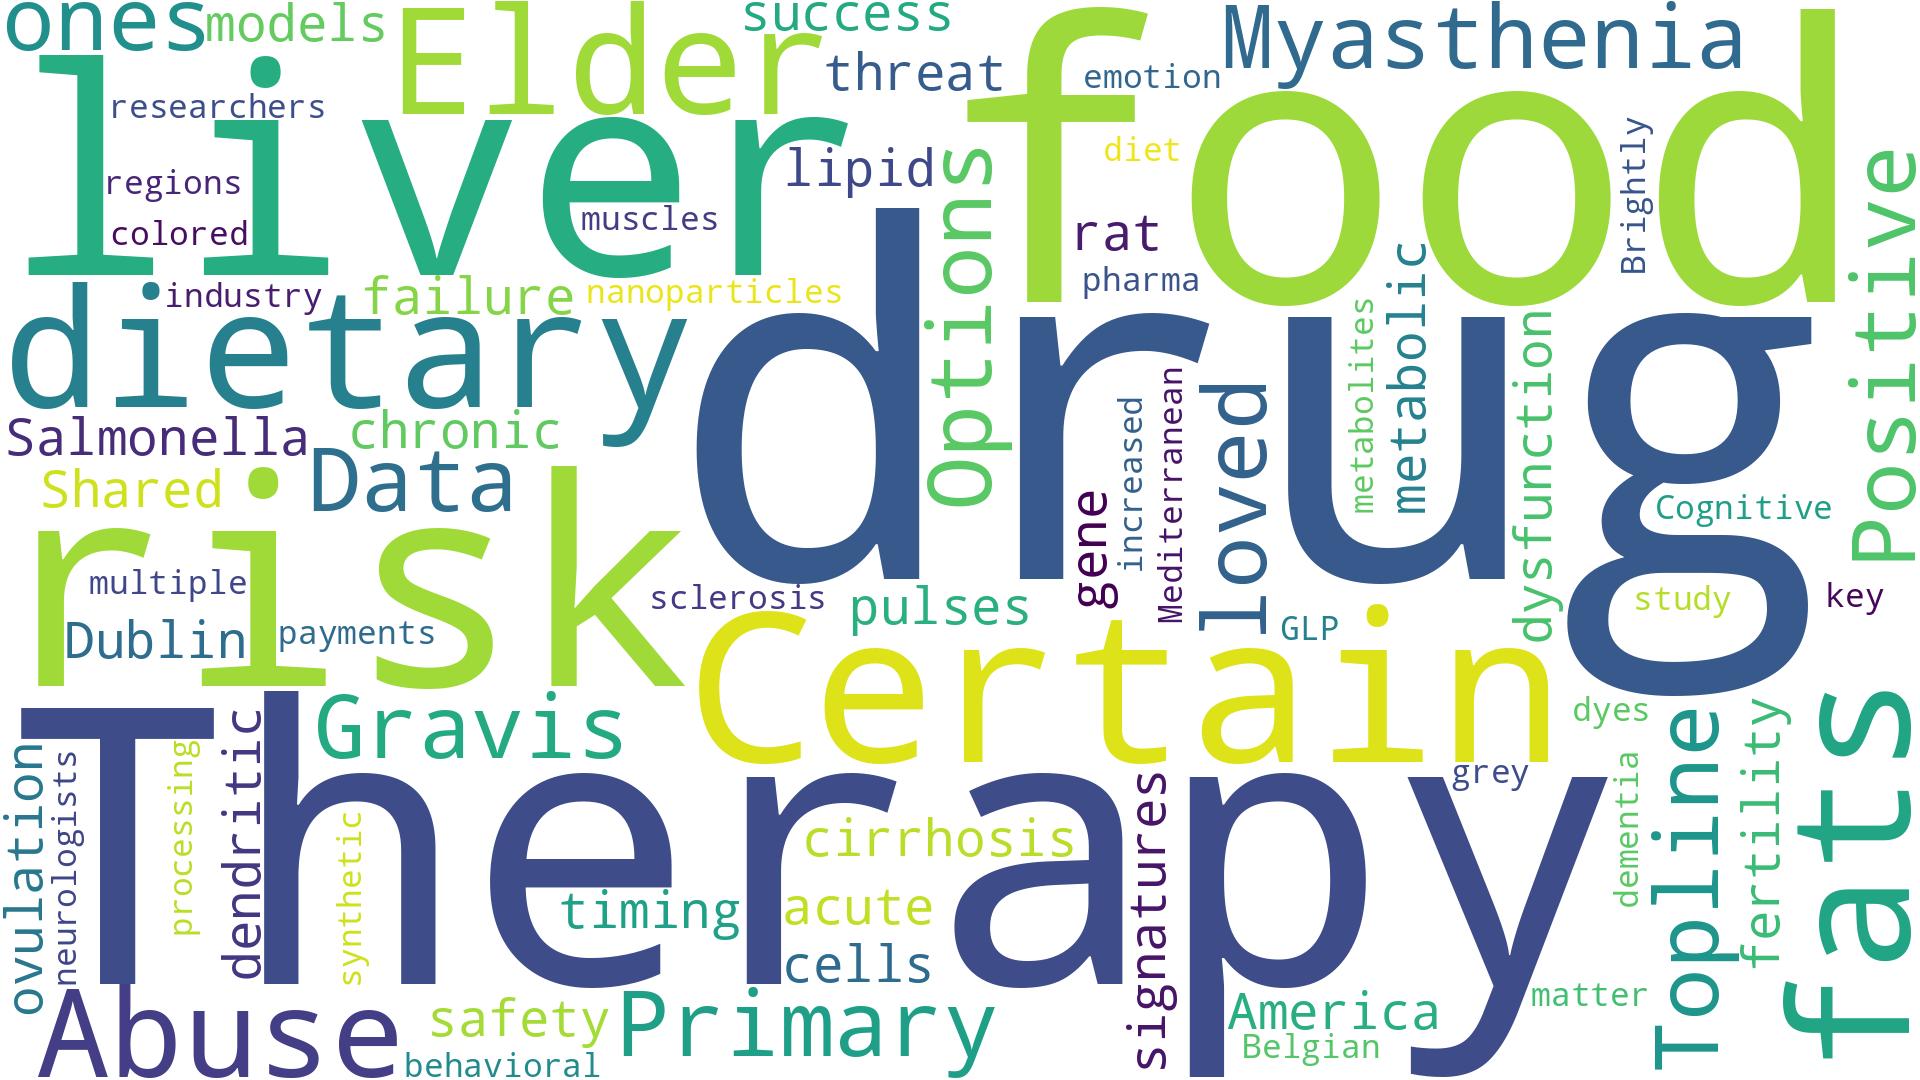 ones
models
Elder
success
threat
emotion
Myasthenia
liver
food
researchers
lipid
diet
Brightly
Positive
regions
colored
muscles
Options
rat
pharma
industry
failure
nanoparticles
dietary
drug
metabolic
metabolites
dysfunction
Salmonella
chronic
Shared
Data
loved
increased
Mediterranean
gene
Cognitive
risk
multiple
sclerosis
pulses
GLP
study
key
Dublin
payments
Certain
Gravis
dyes
Topline
fertility
fats
Therapy
ovulation
neurologists
processing
dendritic
synthetic
grey
dementia
cirrhosis
signatures
timing
acute
cells
matter
Abuse
safety
Primary
America
Belgian
behavioral